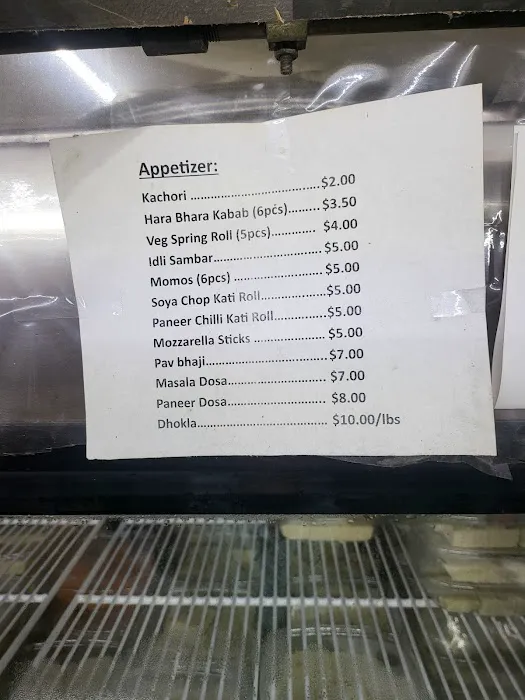 Appetizer:
Kachori ..................................$2.00
Hara Bhara Kabab (6pcs)........$3.50
Veg Spring Roll (5pcs)............ $4.00
Idli Sambar............................$5.00
Momos (6pcs) .......................$5.00
Soya Chop Kati Roll.................$5.00
Paneer Chilli Kati Roll.............$5.00
Mozzarella Sticks ................... $5.00
Pav bhaji...............................$7.00
Masala Dosa.......................... $7.00
Paneer Dosa.......................... $8.00
Dhokla.................................. $10.00/lbs